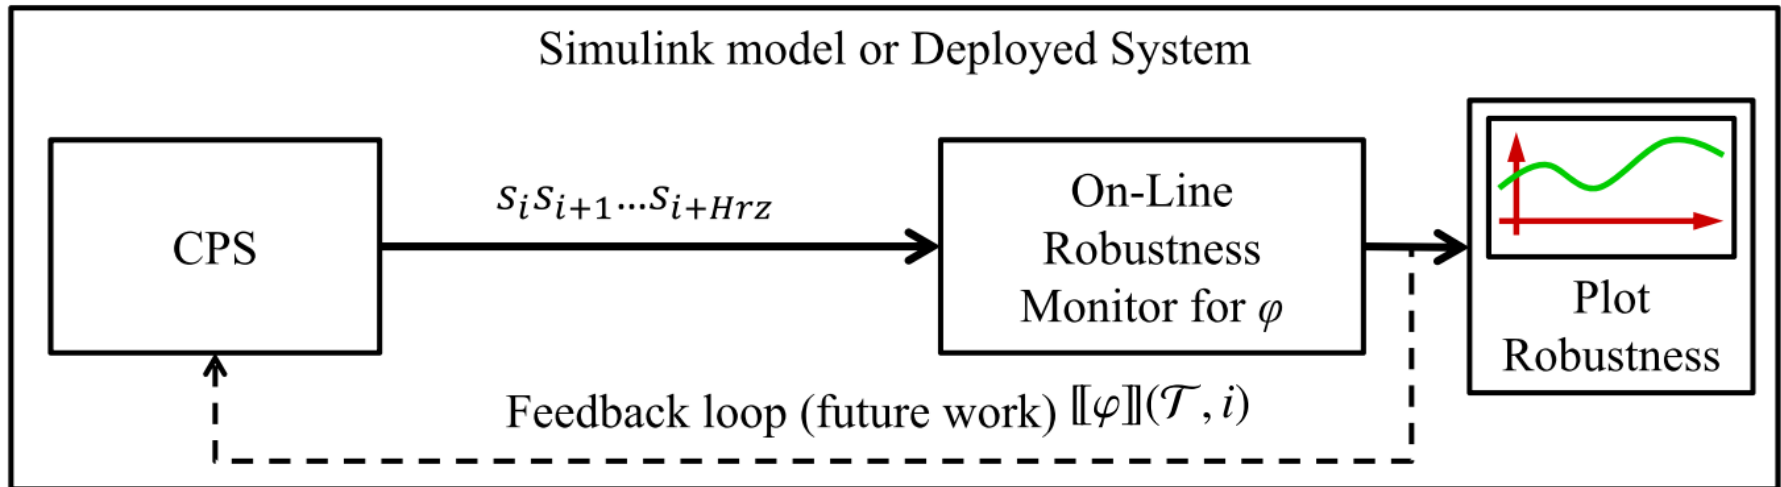 Simulink model or Deployed System
CPS
s_i s_{i+1}...s_{i+Hrz}
On-Line
Robustness
Monitor for φ
Plot
Robustness
Feedback loop (future work) ⟦φ⟧(𝒯, i)